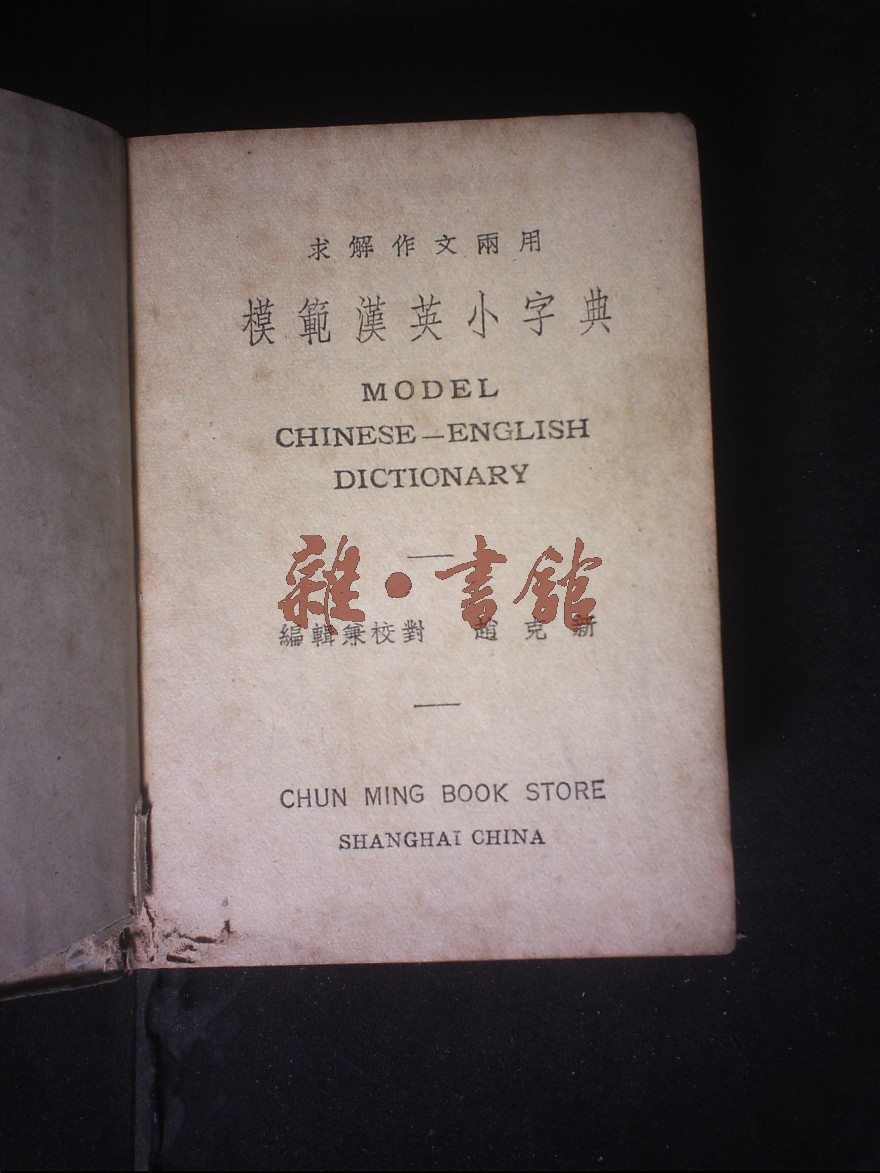 求解作文兩用
模範漢英小字典
MODEL
CHINESE—ENGLISH
DICTIONARY
雜·書館
編輯兼校對 趙克新
CHUN MING BOOK STORE
SHANGHAI CHINA